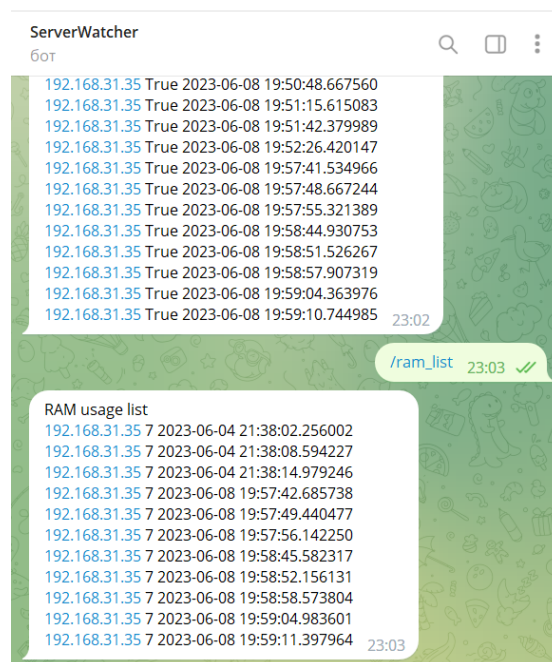 ServerWatcher
бот
192.168.31.35 True 2023-06-08 19:50:48.667560
192.168.31.35 True 2023-06-08 19:51:15.615083
192.168.31.35 True 2023-06-08 19:51:42.379989
192.168.31.35 True 2023-06-08 19:52:26.420147
192.168.31.35 True 2023-06-08 19:57:41.534966
192.168.31.35 True 2023-06-08 19:57:48.667244
192.168.31.35 True 2023-06-08 19:57:55.321389
192.168.31.35 True 2023-06-08 19:58:44.930753
192.168.31.35 True 2023-06-08 19:58:51.526267
192.168.31.35 True 2023-06-08 19:58:57.907319
192.168.31.35 True 2023-06-08 19:59:04.363976
192.168.31.35 True 2023-06-08 19:59:10.744985
23:02
/ram_list 23:03
RAM usage list
192.168.31.35 7 2023-06-04 21:38:02.256002
192.168.31.35 7 2023-06-04 21:38:08.594227
192.168.31.35 7 2023-06-04 21:38:14.979246
192.168.31.35 7 2023-06-08 19:57:42.685738
192.168.31.35 7 2023-06-08 19:57:49.440477
192.168.31.35 7 2023-06-08 19:57:56.142250
192.168.31.35 7 2023-06-08 19:58:45.582317
192.168.31.35 7 2023-06-08 19:58:52.156131
192.168.31.35 7 2023-06-08 19:58:58.573804
192.168.31.35 7 2023-06-08 19:59:04.983601
192.168.31.35 7 2023-06-08 19:59:11.397964
23:03